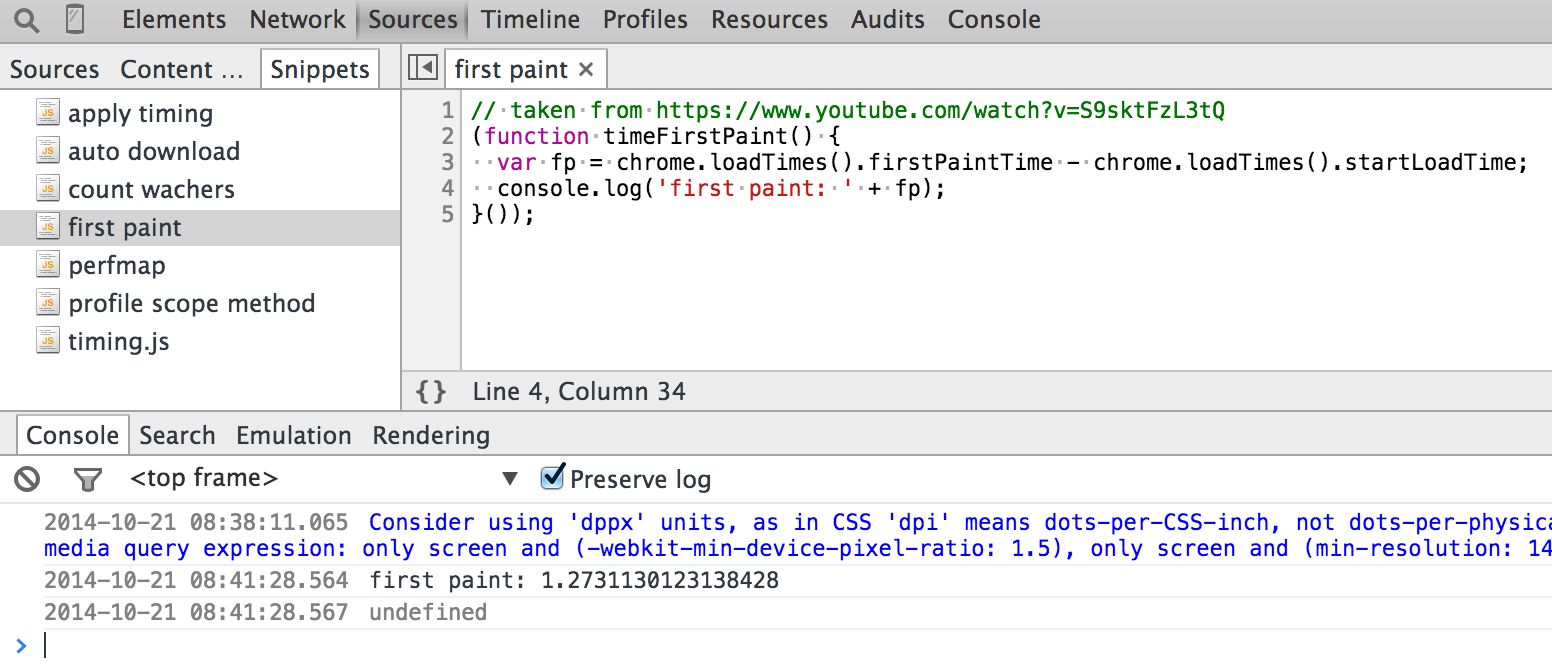 Elements Network Sources Timeline Profiles Resources Audits Console
Sources Content ... Snippets
first paint ×
apply timing
auto download
count wachers
first paint
perfmap
profile scope method
timing.js
1 // taken from https://www.youtube.com/watch?v=S9sktFzL3tQ
2 (function timeFirstPaint() {
3   var fp = chrome.loadTimes().firstPaintTime - chrome.loadTimes().startLoadTime;
4   console.log('first paint: ' + fp);
5 }());
{} Line 4, Column 34
Console Search Emulation Rendering
<top frame> ▼ Preserve log
2014-10-21 08:38:11.065 Consider using 'dppx' units, as in CSS 'dpi' means dots-per-CSS-inch, not dots-per-physica
media query expression: only screen and (-webkit-min-device-pixel-ratio: 1.5), only screen and (min-resolution: 14
2014-10-21 08:41:28.564 first paint: 1.2731130123138428
2014-10-21 08:41:28.567 undefined
>